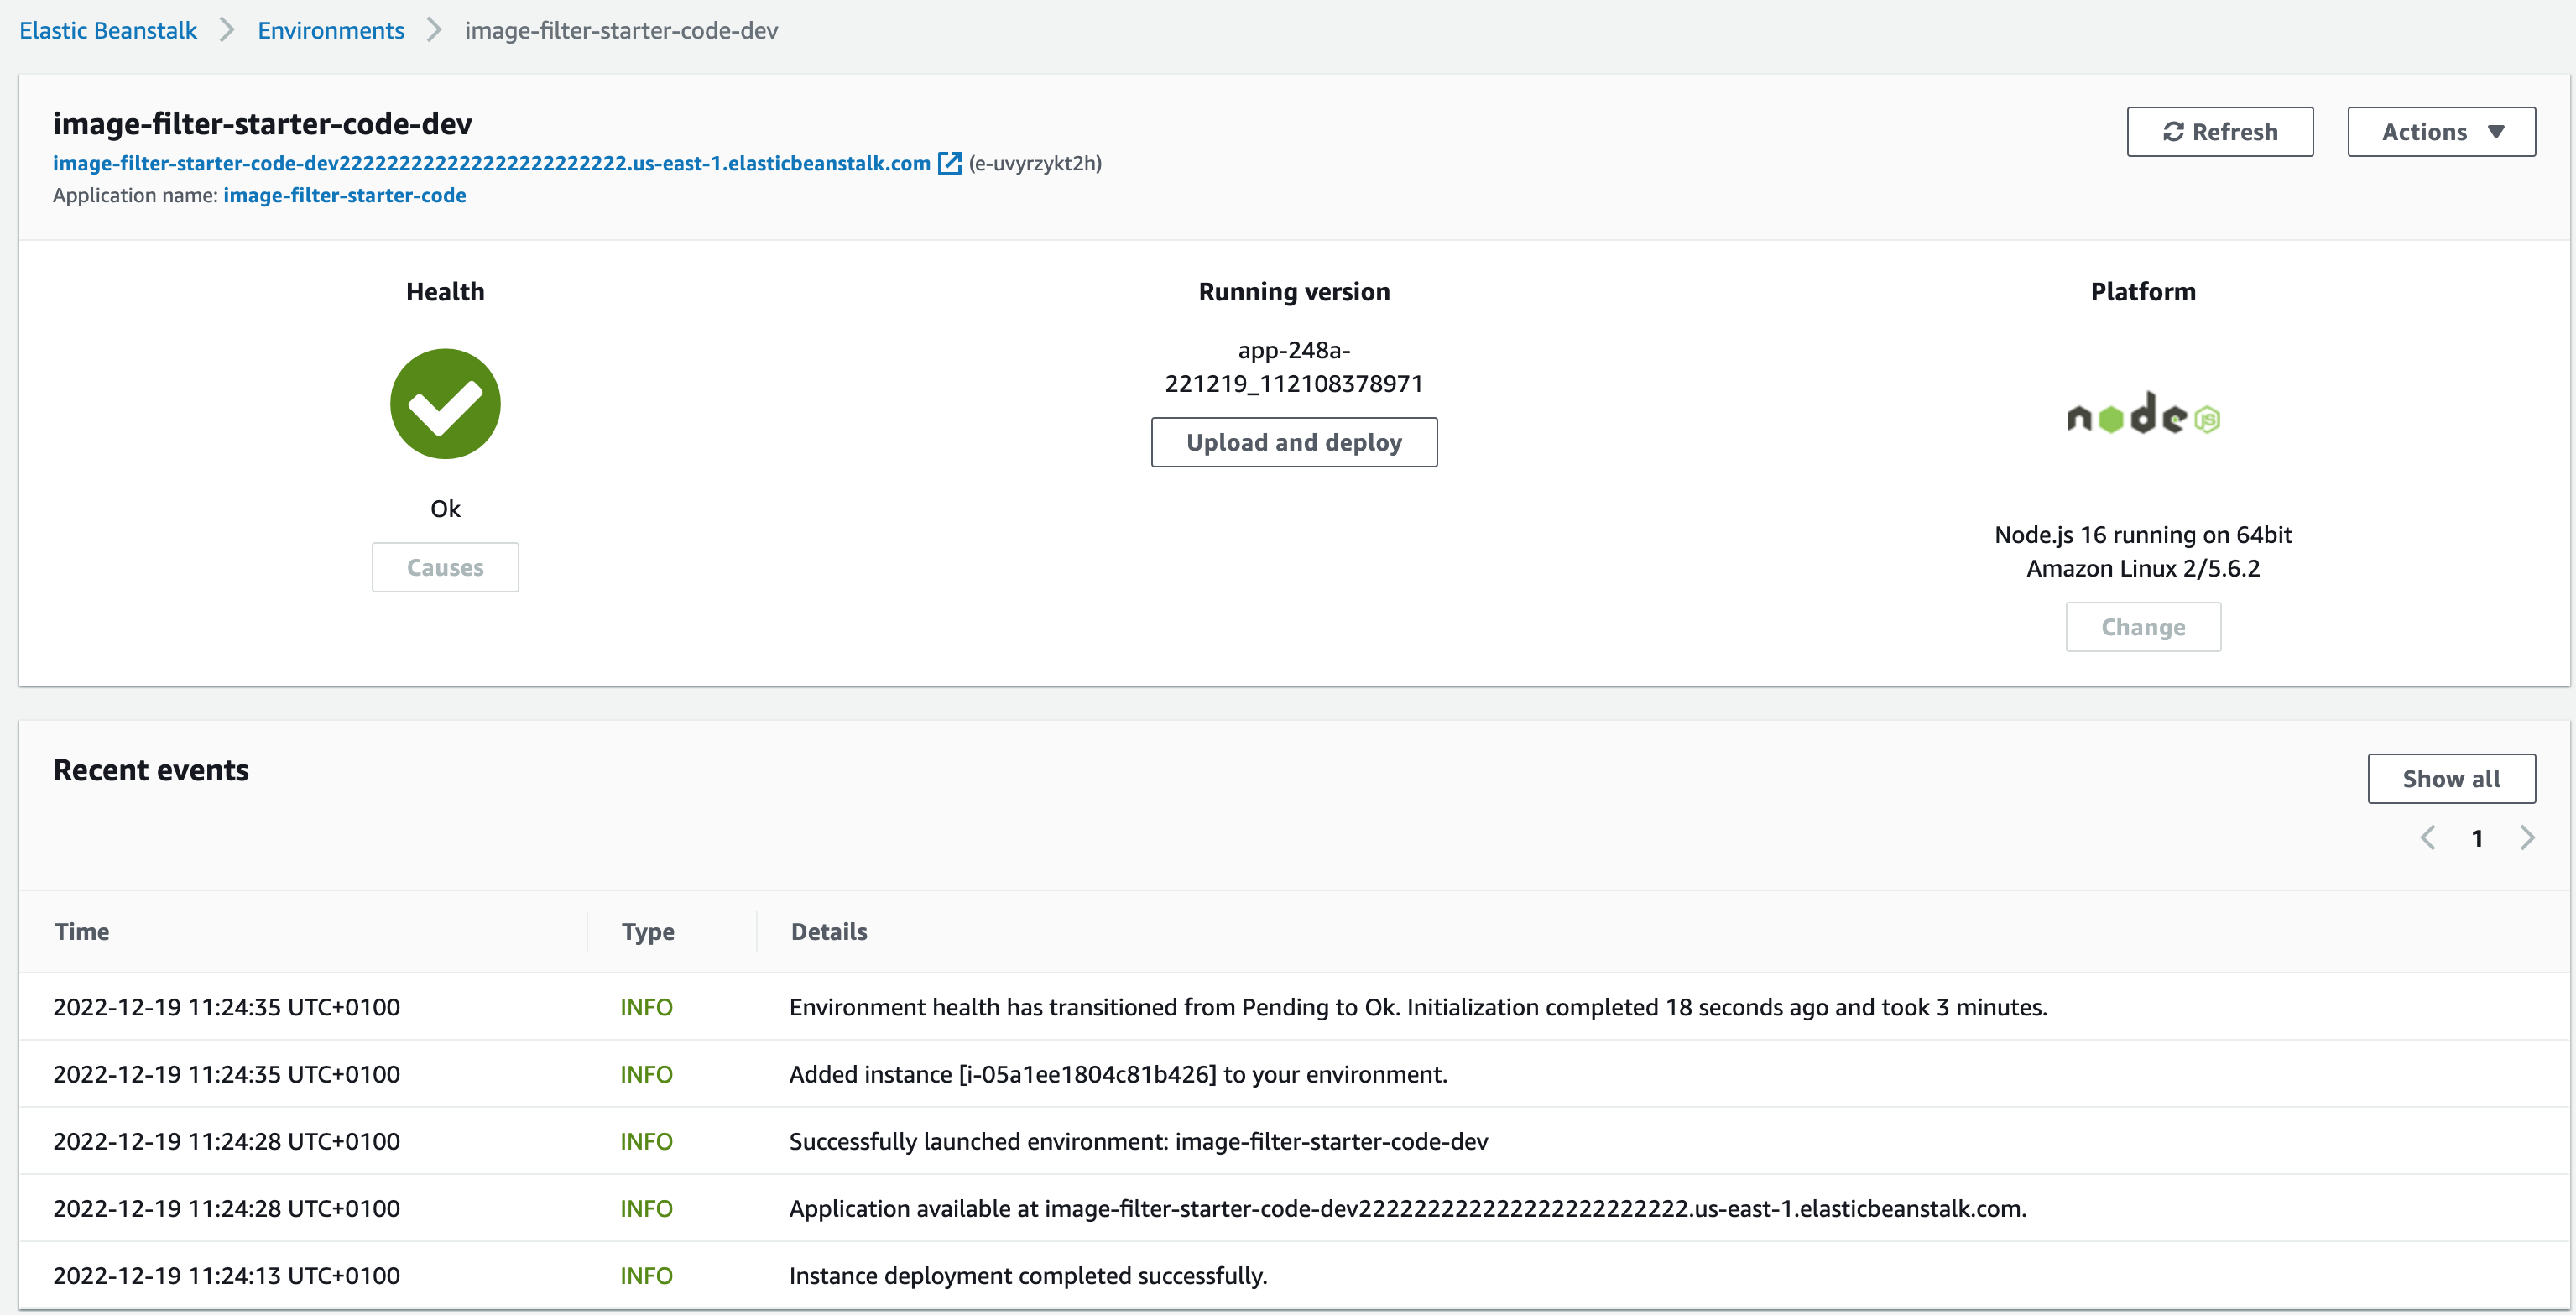 Elastic Beanstalk > Environments > image-filter-starter-code-dev
image-filter-starter-code-dev
Refresh
Actions
image-filter-starter-code-dev222222222222222222222222.us-east-1.elasticbeanstalk.com (e-uvyrzykt2h)
Application name: image-filter-starter-code
Health
Running version
Platform
app-248a-
221219_112108378971
Upload and deploy
node JS
Ok
Causes
Node.js 16 running on 64bit
Amazon Linux 2/5.6.2
Change
Recent events
Show all
1
Time Type Details
2022-12-19 11:24:35 UTC+0100 INFO Environment health has transitioned from Pending to Ok. Initialization completed 18 seconds ago and took 3 minutes.
2022-12-19 11:24:35 UTC+0100 INFO Added instance [i-05a1ee1804c81b426] to your environment.
2022-12-19 11:24:28 UTC+0100 INFO Successfully launched environment: image-filter-starter-code-dev
2022-12-19 11:24:28 UTC+0100 INFO Application available at image-filter-starter-code-dev222222222222222222222222.us-east-1.elasticbeanstalk.com.
2022-12-19 11:24:13 UTC+0100 INFO Instance deployment completed successfully.